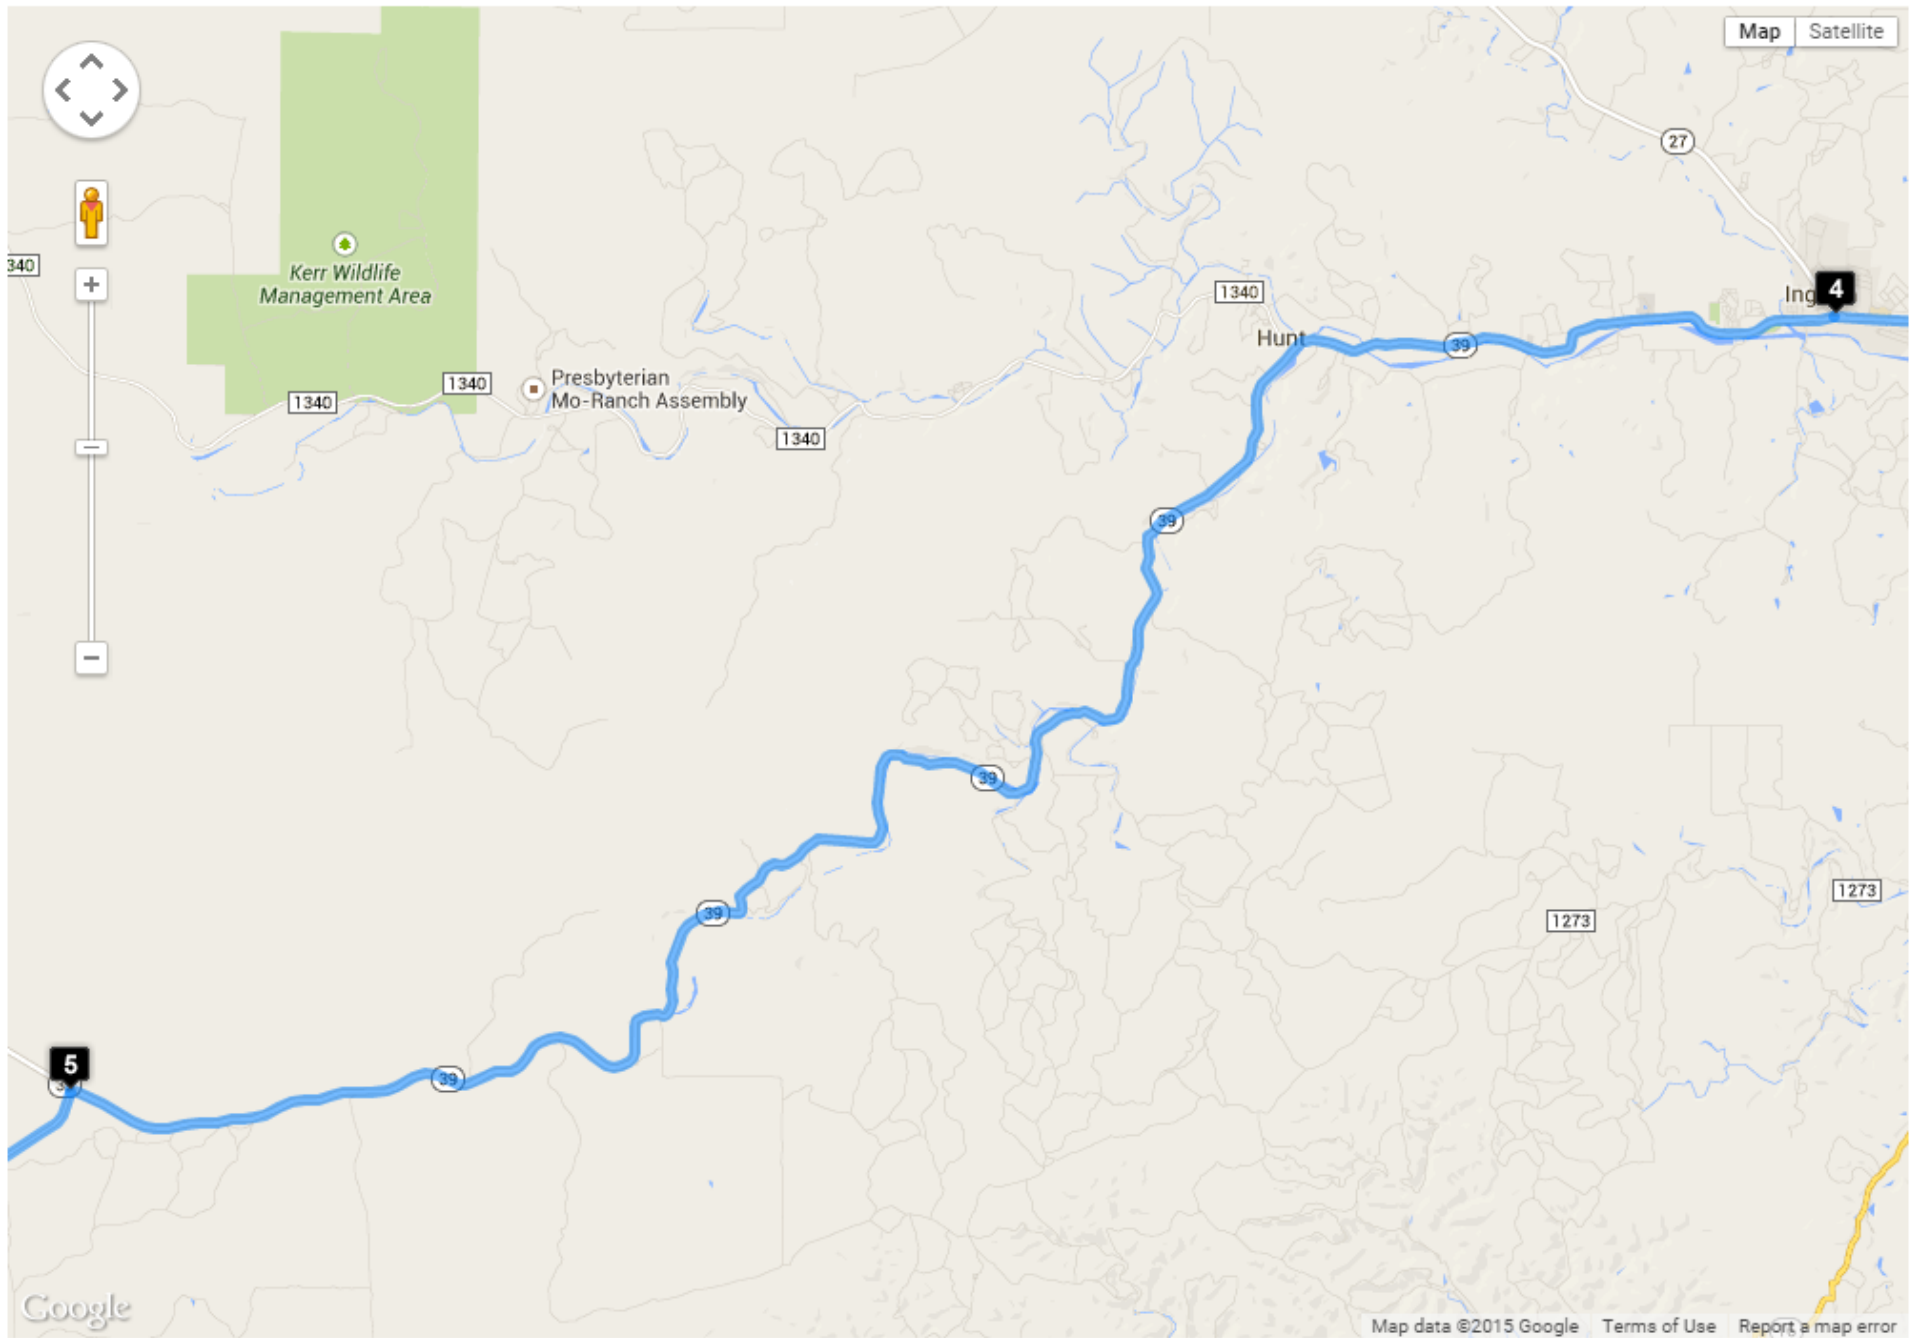 Map
Satellite
27
340
Kerr Wildlife
Management Area
1340
Ing
4
Hunt
39
1340
1340
Presbyterian
Mo-Ranch Assembly
1340
39
39
1273
39
1273
5
39
Google
Map data ©2015 Google
Terms of Use
Report a map error